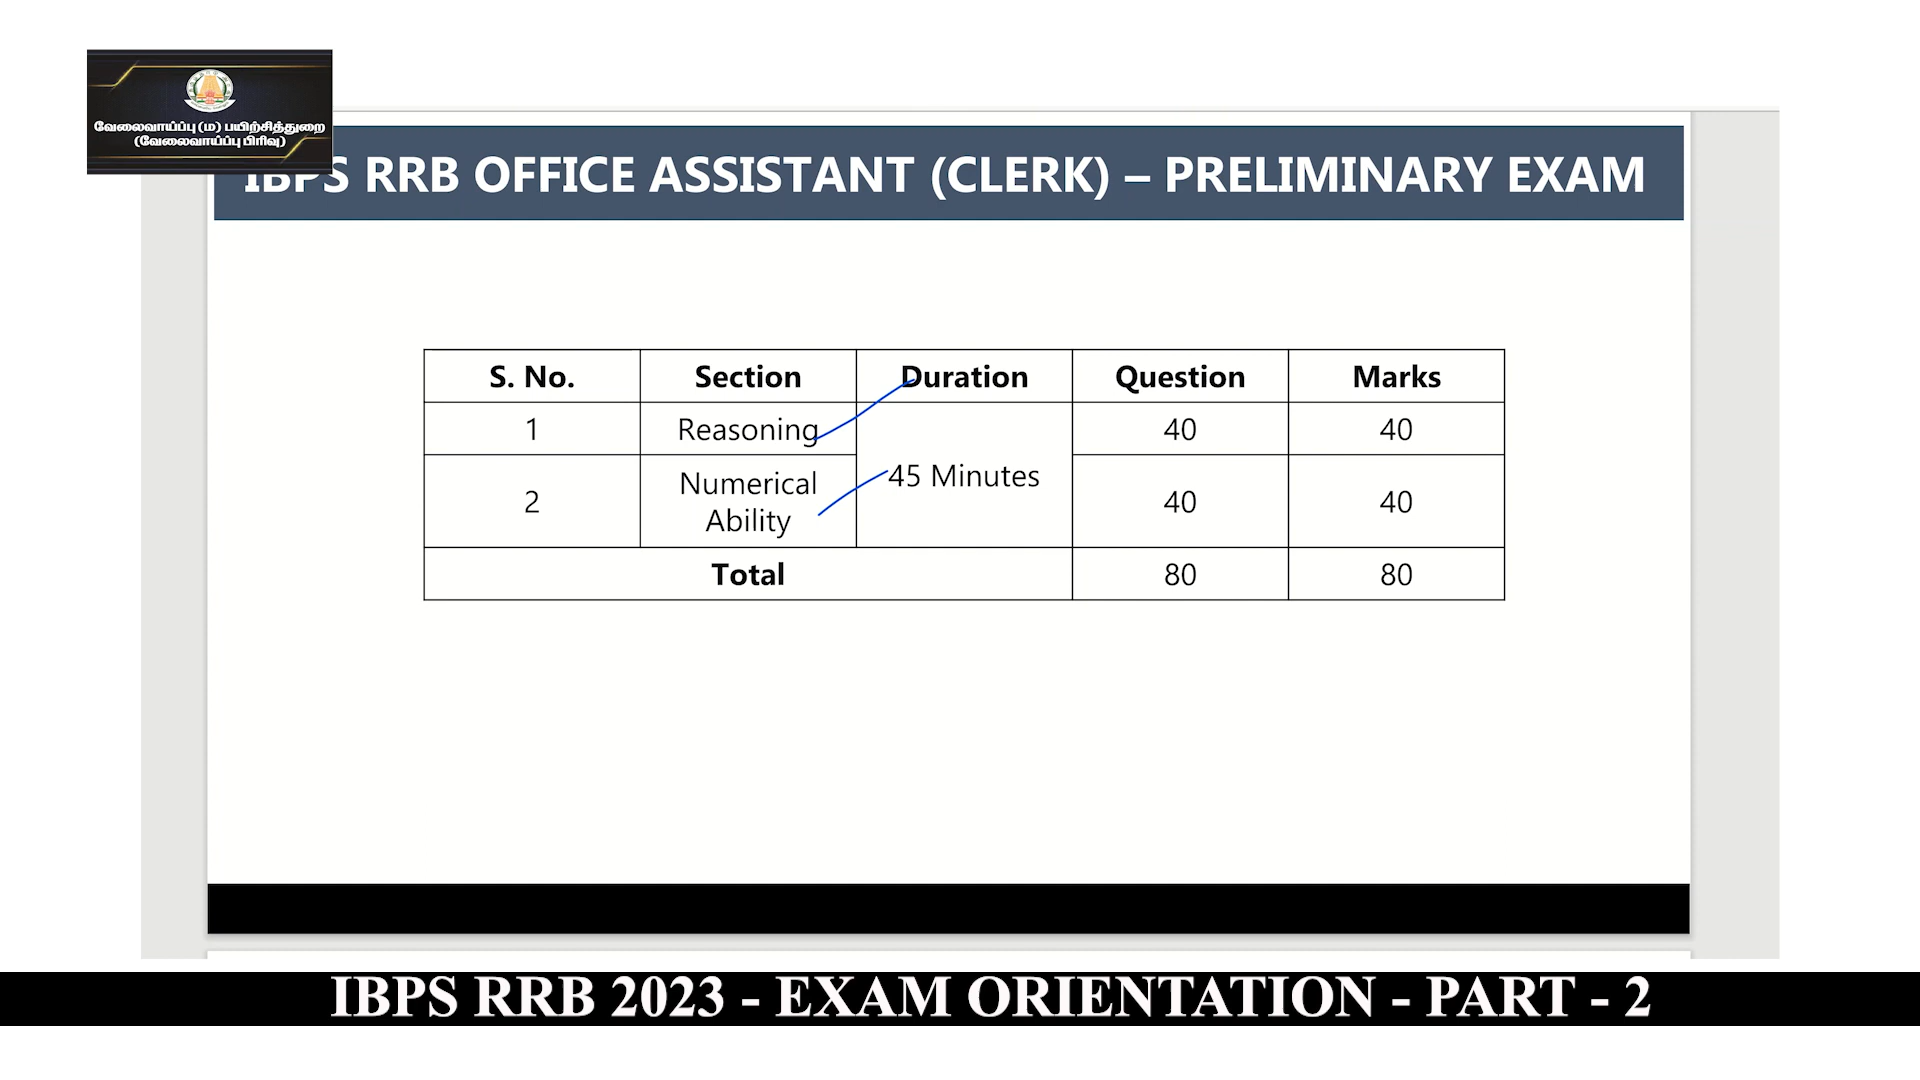 வேலைவாய்ப்பு (ம) பயிற்சித்துறை
(வேலைவாய்ப்பு பிரிவு)
IBPS RRB OFFICE ASSISTANT (CLERK) – PRELIMINARY EXAM
S. No. Section Duration Question Marks
1 Reasoning 40 40
2 Numerical Ability 45 Minutes 40 40
Total 80 80
IBPS RRB 2023 - EXAM ORIENTATION - PART - 2